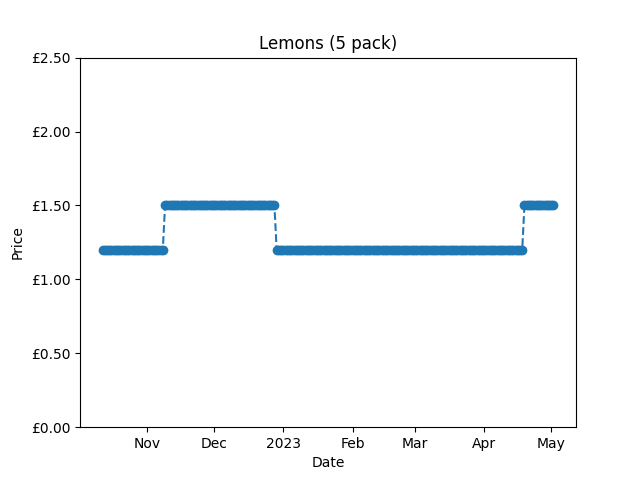 Lemons (5 pack)
£2.50
£2.00
£1.50
£1.00
£0.50
£0.00
Price
Nov Dec 2023 Feb Mar Apr May
Date